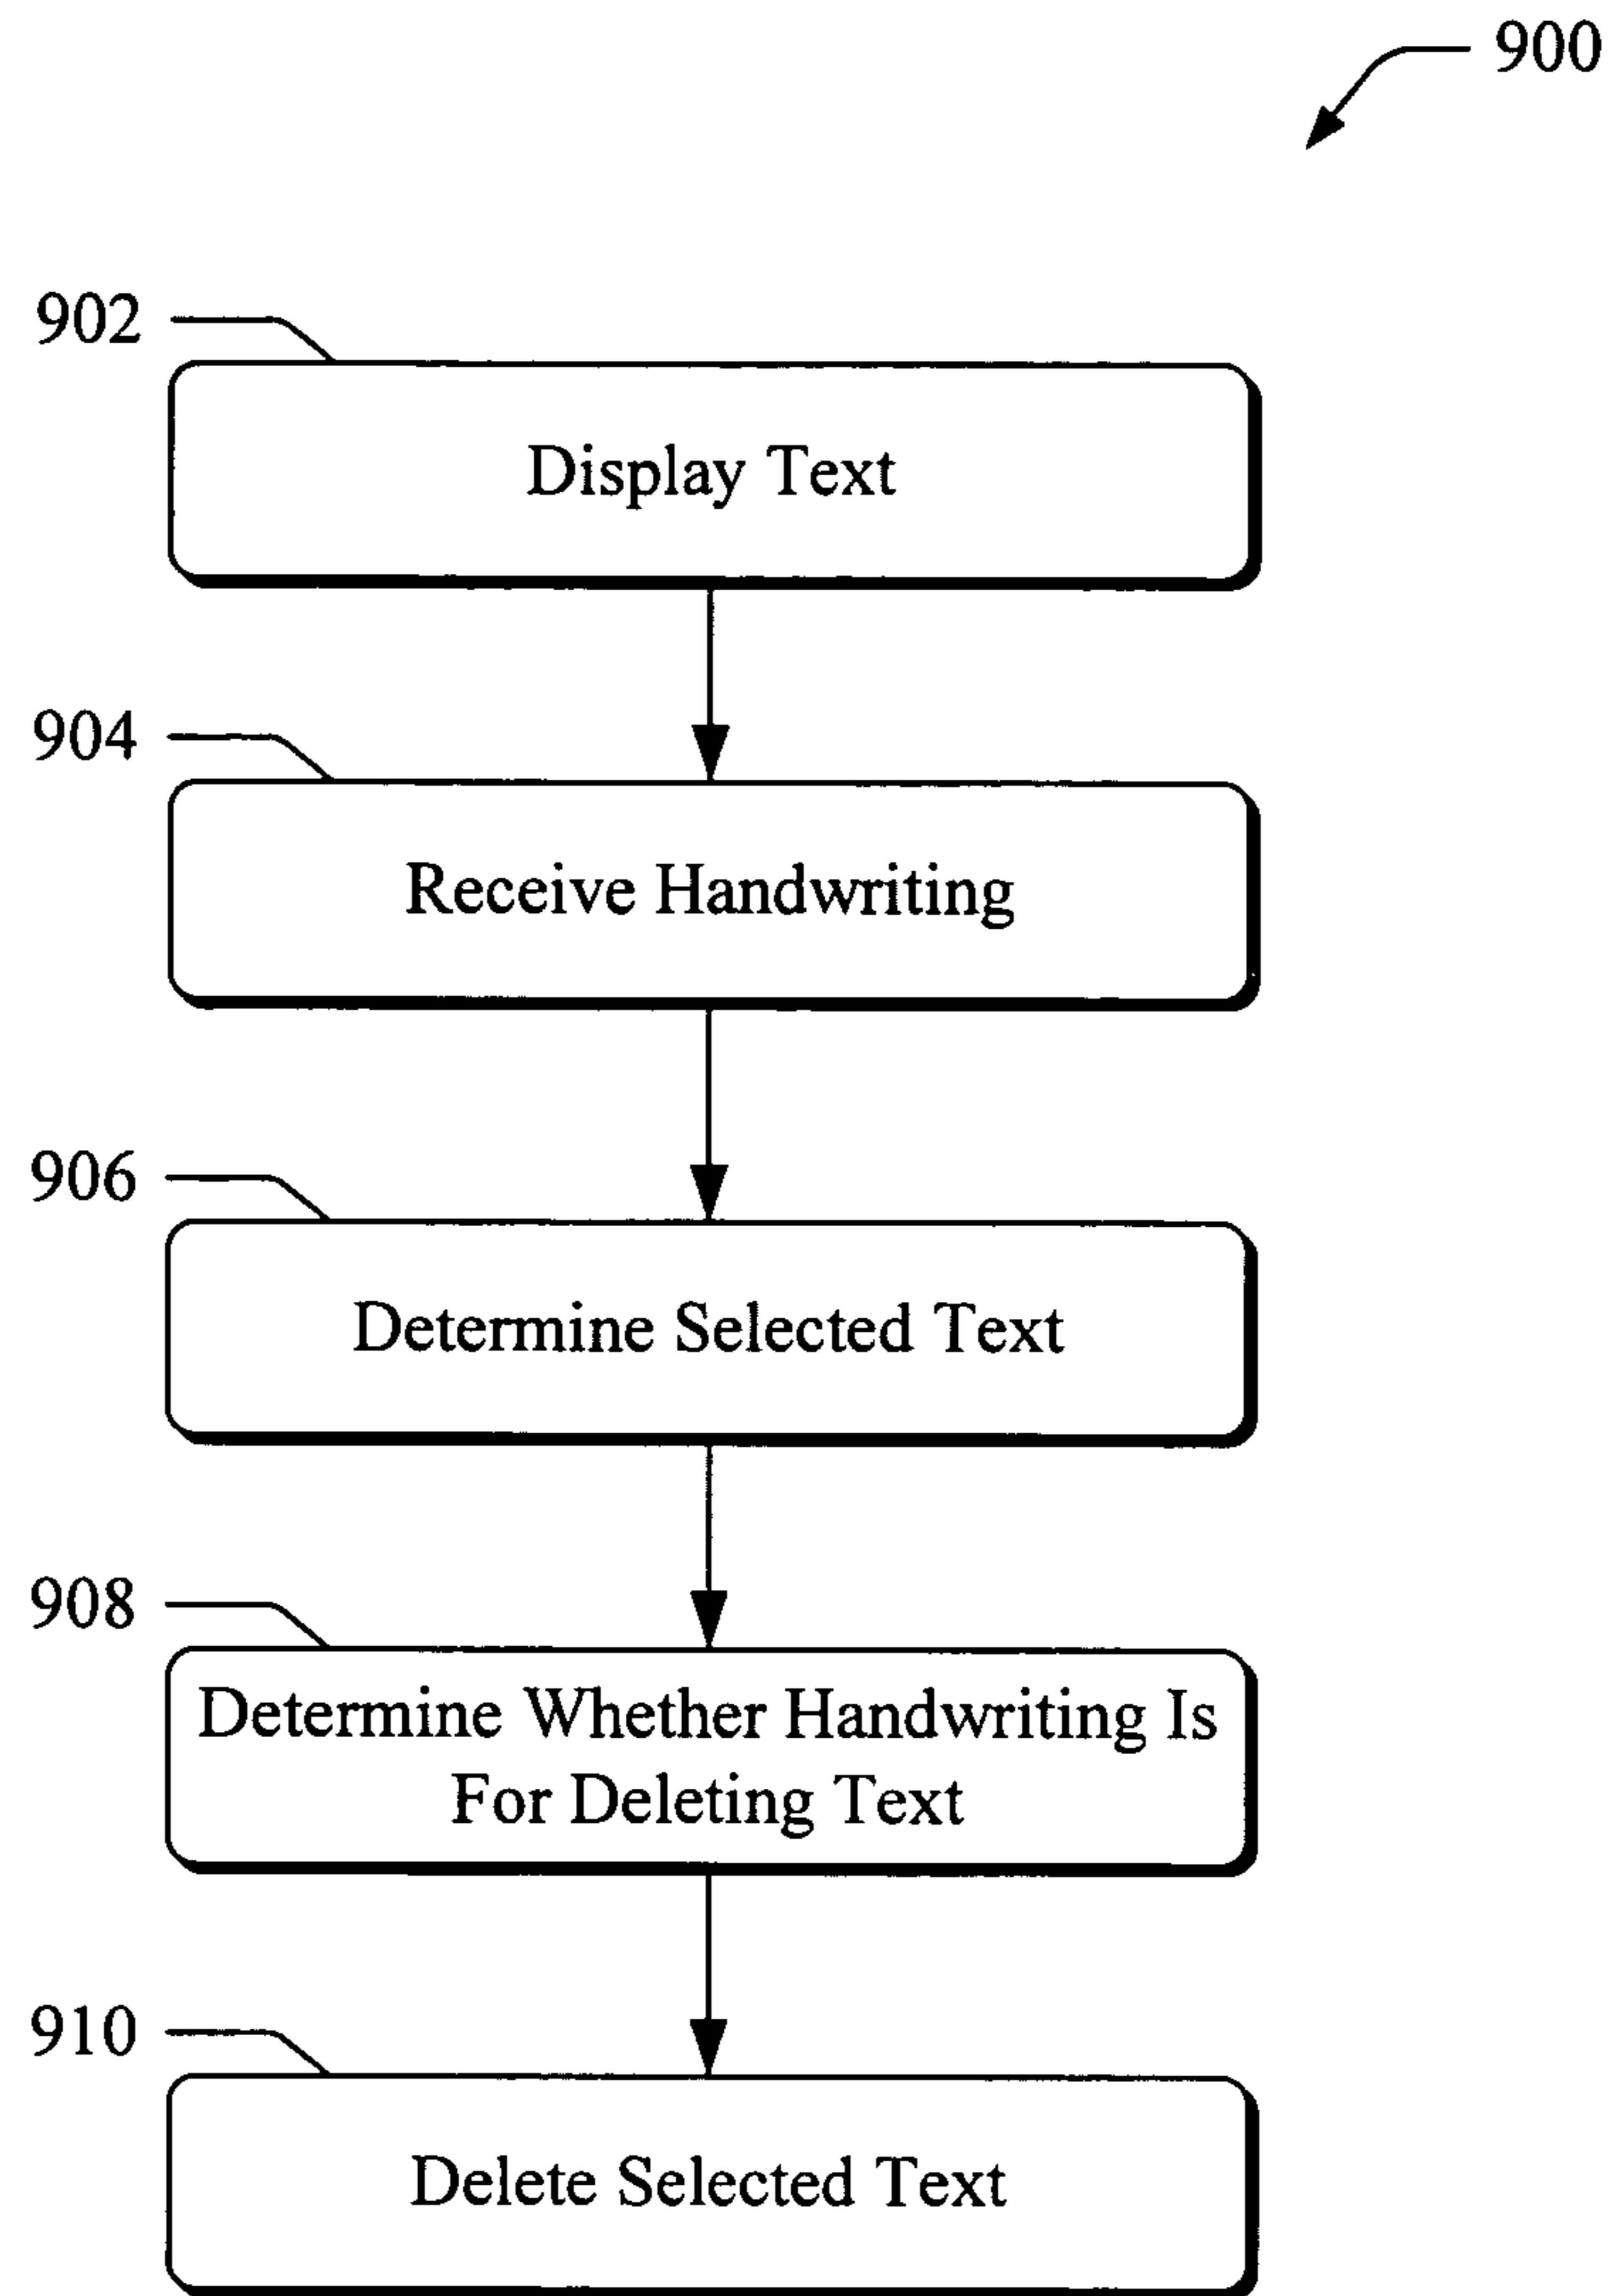 900
902
Display Text
904
Receive Handwriting
906
Determine Selected Text
908
Determine Whether Handwriting Is
For Deleting Text
910
Delete Selected Text